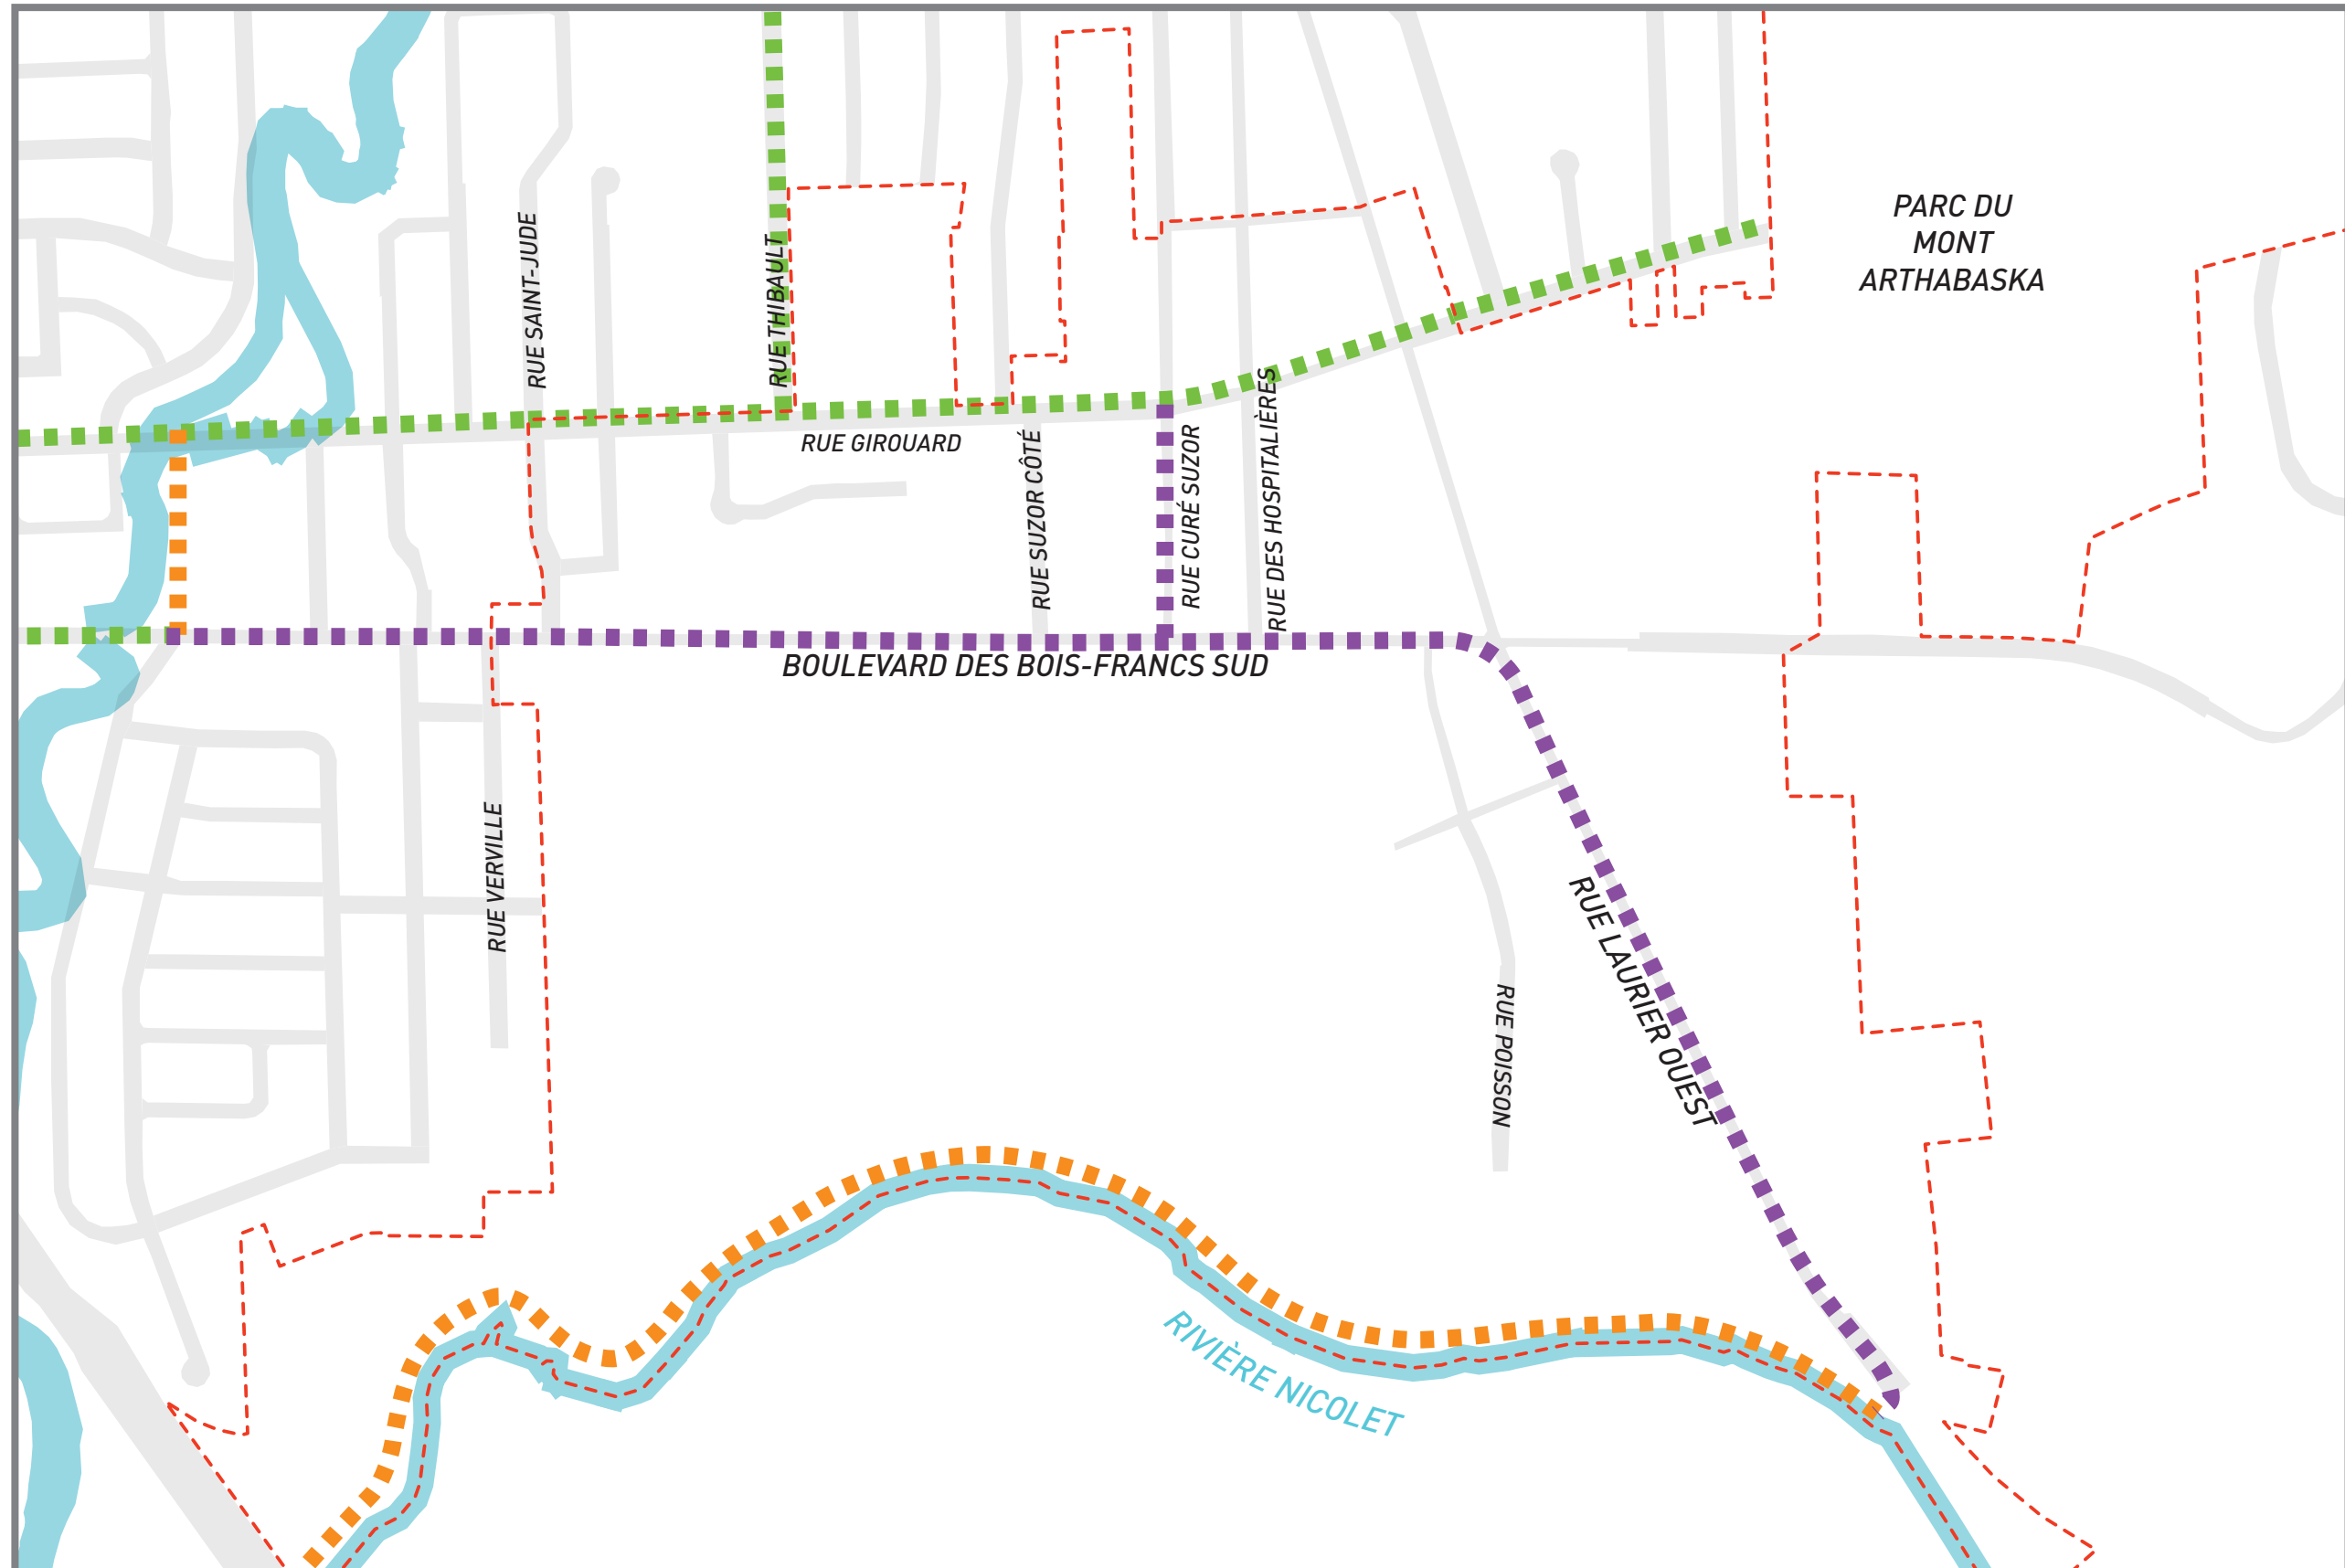 PARC DU
MONT
ARTHABASKA
RUE SAINT-JUDE
RUE THIBAULT
RUE GIROUARD
RUE SUZOR CÔTÉ
RUE CURÉ SUZOR
RUE DES HOSPITALIÈRES
BOULEVARD DES BOIS-FRANCS SUD
RUE VERVILLE
RUE LAURIER OUEST
RUE POISSON
RIVIÈRE NICOLET